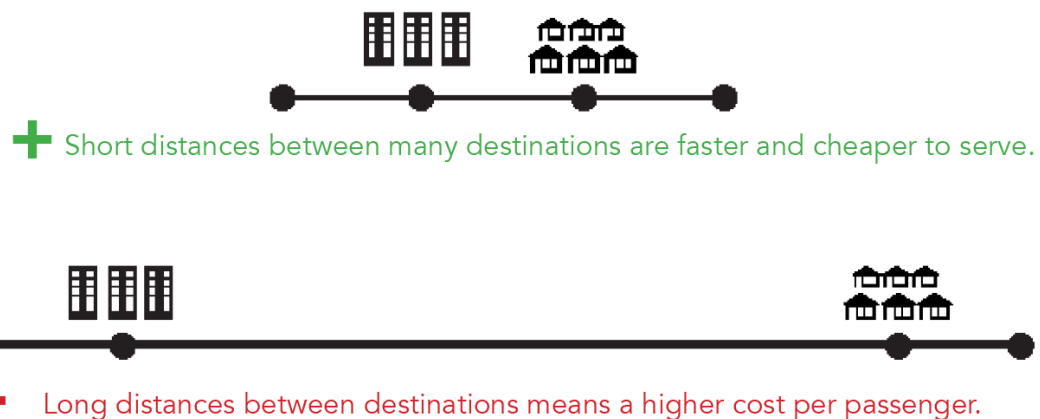 + Short distances between many destinations are faster and cheaper to serve.
Long distances between destinations means a higher cost per passenger.